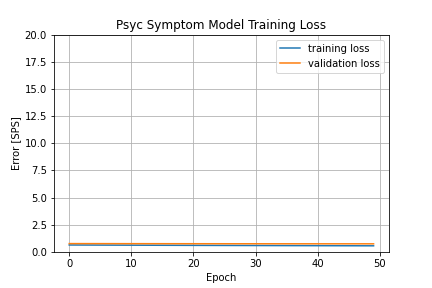 Psyc Symptom Model Training Loss
training loss
validation loss
Error [SPS]
20.0
17.5
15.0
12.5
10.0
7.5
5.0
2.5
0.0
0 10 20 30 40 50
Epoch